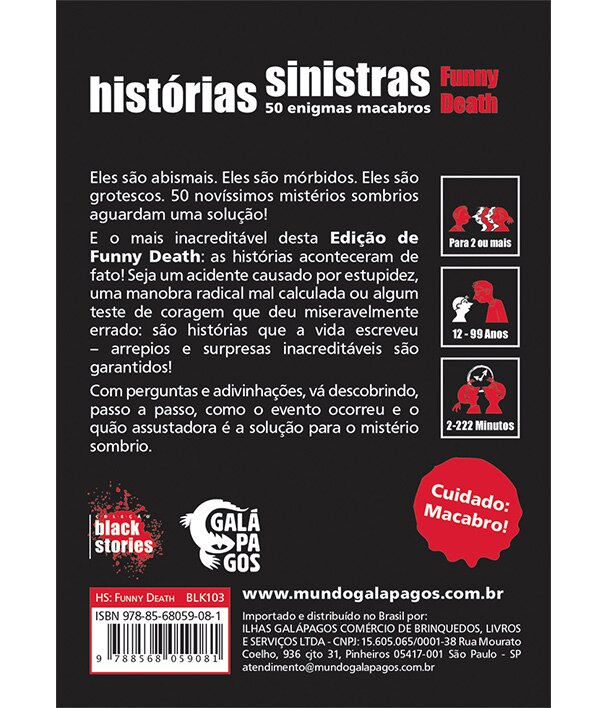 histórias sinistras Funny
50 enigmas macabros Death
Eles são abismais. Eles são mórbidos. Eles são
grotescos. 50 novíssimos mistérios sombrios
aguardam uma solução!
E o mais inacreditável desta Edição de
Funny Death: as histórias aconteceram de
fato! Seja um acidente causado por estupidez,
uma manobra radical mal calculada ou algum
teste de coragem que deu miseravelmente
errado: são histórias que a vida escreveu
– arrepios e surpresas inacreditáveis são
garantidos!
Com perguntas e adivinhações, vá descobrindo,
passo a passo, como o evento ocorreu e o
quão assustadora é a solução para o mistério
sombrio.
Para 2 ou mais
12 - 99 Anos
2-222 Minutos
Cuidado:
Macabro!
COLEÇÃO
black
stories
GALÁ
PA
GOS
HS: Funny Death BLK103
ISBN 978-85-68059-08-1
9 788568 059081
www.mundogalapagos.com.br
Importado e distribuído no Brasil por:
ILHAS GALÁPAGOS COMÉRCIO DE BRINQUEDOS, LIVROS
E SERVIÇOS LTDA - CNPJ: 15.605.065/0001-38 Rua Mourato
Coelho, 936 cjto 31, Pinheiros 05417-001 São Paulo - SP
atendimento@mundogalapagos.com.br